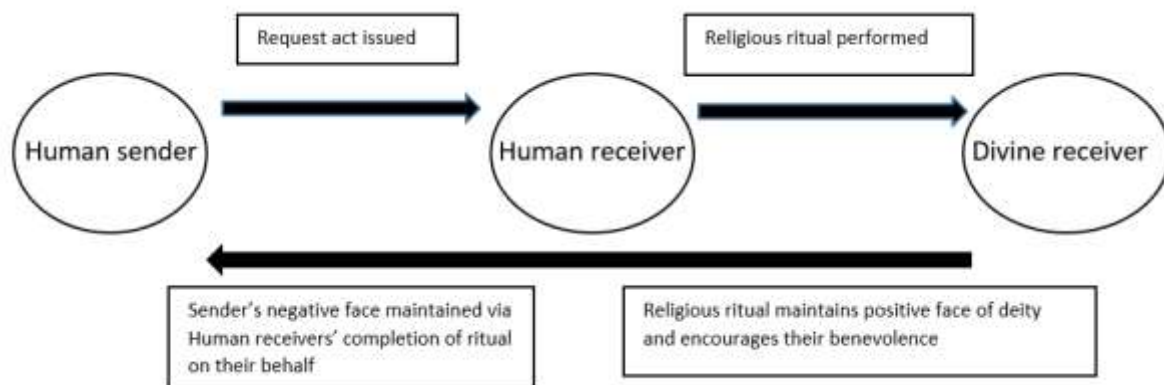 Request act issued
Religious ritual performed
Human sender
Human receiver
Divine receiver
Sender's negative face maintained via
Human receivers' completion of ritual
on their behalf
Religious ritual maintains positive face of deity
and encourages their benevolence